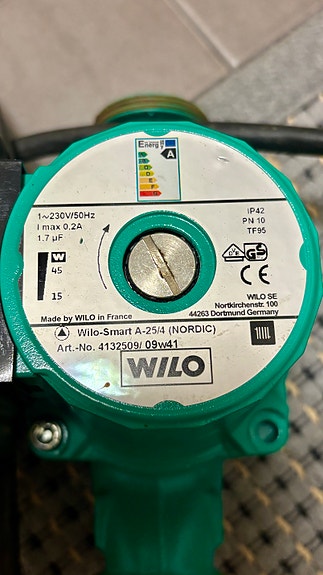 Energ
A
1~230V/50Hz
I max 0.2A
1.7 µF
IP42
PN 10
TF95
W
45
15
CE
WILO SE
Nortkirchenstr. 100
44263 Dortmund Germany
Made by WILO in France
Wilo-Smart A-25/4 (NORDIC)
Art.-No. 4132509/ 09w41
WILO